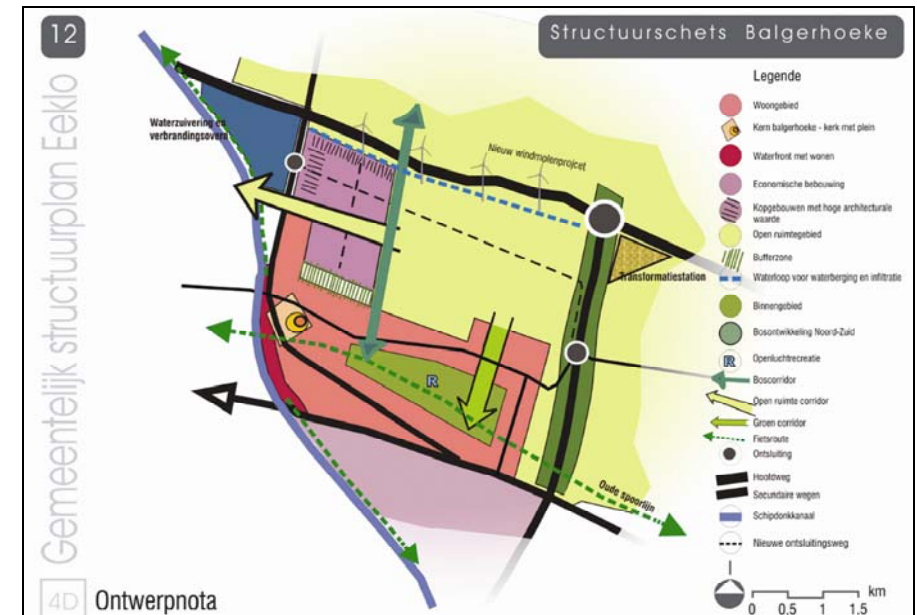 12
Structuurschets Balgerhoeke
Gemeentelijk structuurplan Eeklo
4D Ontwerpnota
Waterzuivering en
verbrandingsovens
Nieuw windmolenprojcet
Transformatiestation
R
Oude spoorlijn
Legende
Woongebied
Kern balgerhoeke - kerk met plein
Waterfront met wonen
Economische bebouwing
Kopgebouwen met hoge architecturale
waarde
Open ruimtegebied
Bufferzone
Waterloop voor waterberging en infiltratie
Binnengebied
Bosontwikkeling Noord-Zuid
R Openluchtrecreatie
Boscorridor
Open ruimte corridor
Groen corridor
Fietsroute
Ontsluiting
Hoofdweg
Secundaire wegen
Schipdonkkanaal
Nieuwe ontsluitingsweg
km
0 0.5 1 1.5